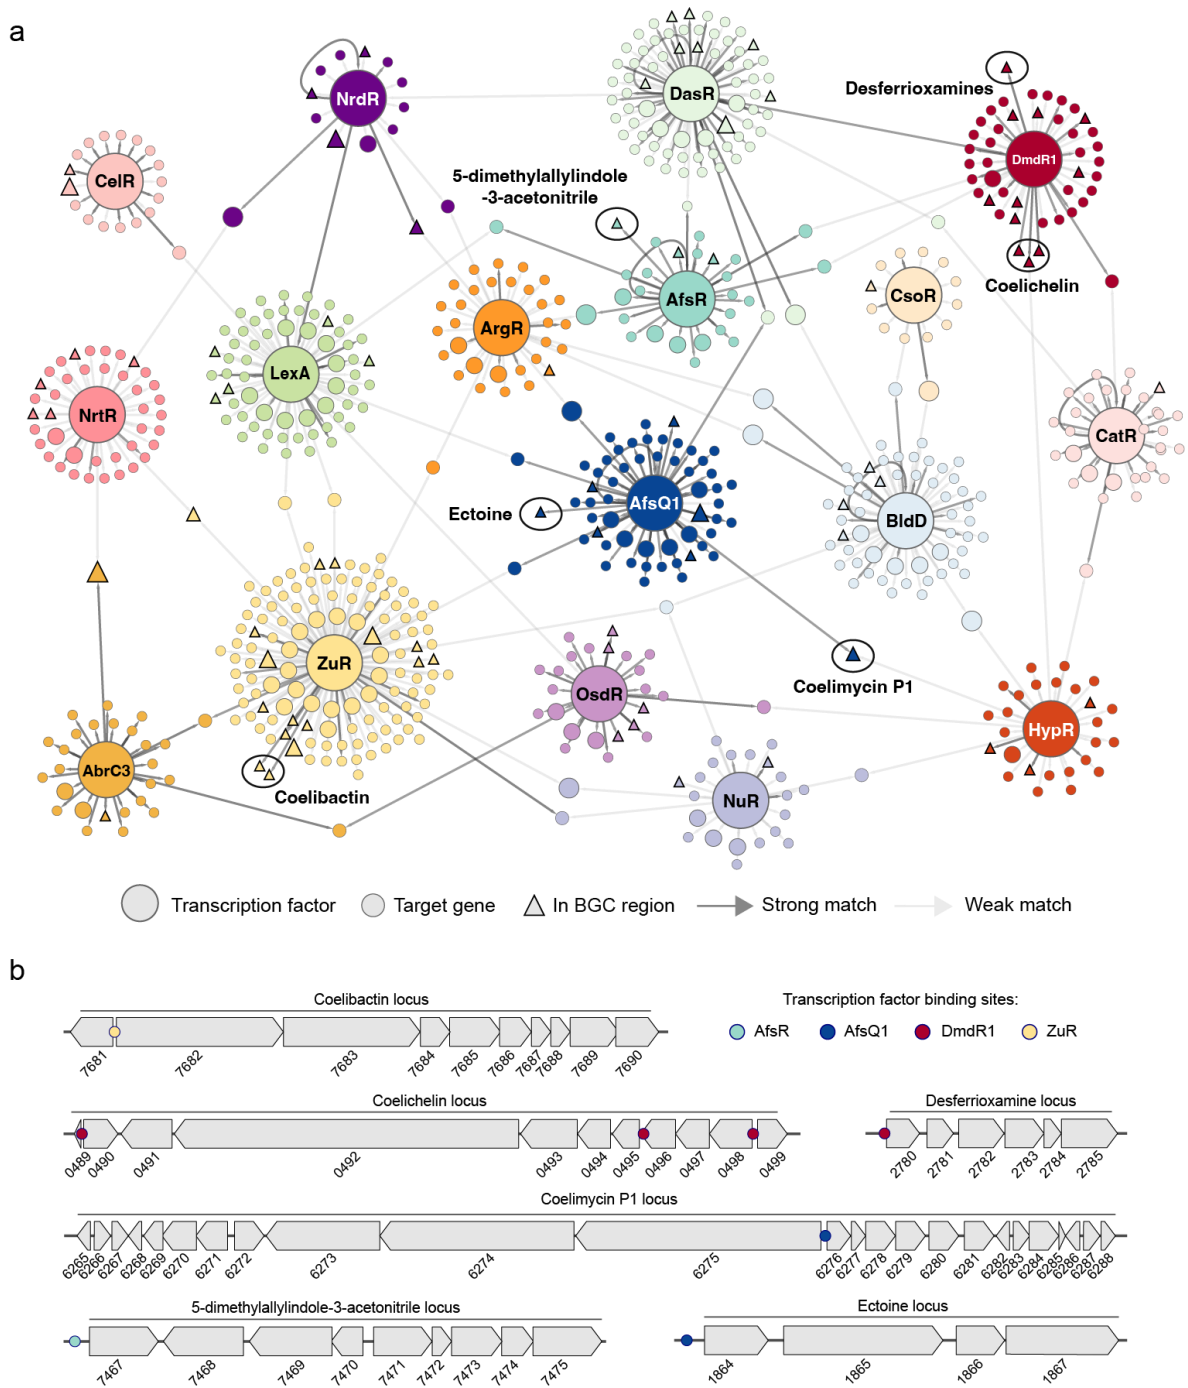 a
NrdR
DasR
Desferrioxamines
DmdR1
CelR
5-dimethylallylindole
-3-acetonitrile
Coelichelin
CsoR
AfsR
ArgR
LexA
NrtR
CatR
AfsQ1
Ectoine
BldD
ZuR
OsdR
Coelimycin P1
HypR
AbrC3
Coelibactin
NuR
Transcription factor
Target gene
In BGC region
Strong match
Weak match
b
Coelibactin locus
7681 7682 7683 7684 7685 7686 7687 7688 7689 7690
Transcription factor binding sites:
AfsR AfsQ1 DmdR1 ZuR
Coelichelin locus
0489 0490 0491 0492 0493 0494 0495 0496 0497 0498 0499
Desferrioxamine locus
2780 2781 2782 2783 2784 2785
Coelimycin P1 locus
6265 6266 6267 6268 6269 6270 6271 6272 6273 6274 6275 6276 6277 6278 6279 6280 6281 6282 6283 6284 6285 6286 6287 6288
5-dimethylallylindole-3-acetonitrile locus
7467 7468 7469 7470 7471 7472 7473 7474 7475
Ectoine locus
1864 1865 1866 1867